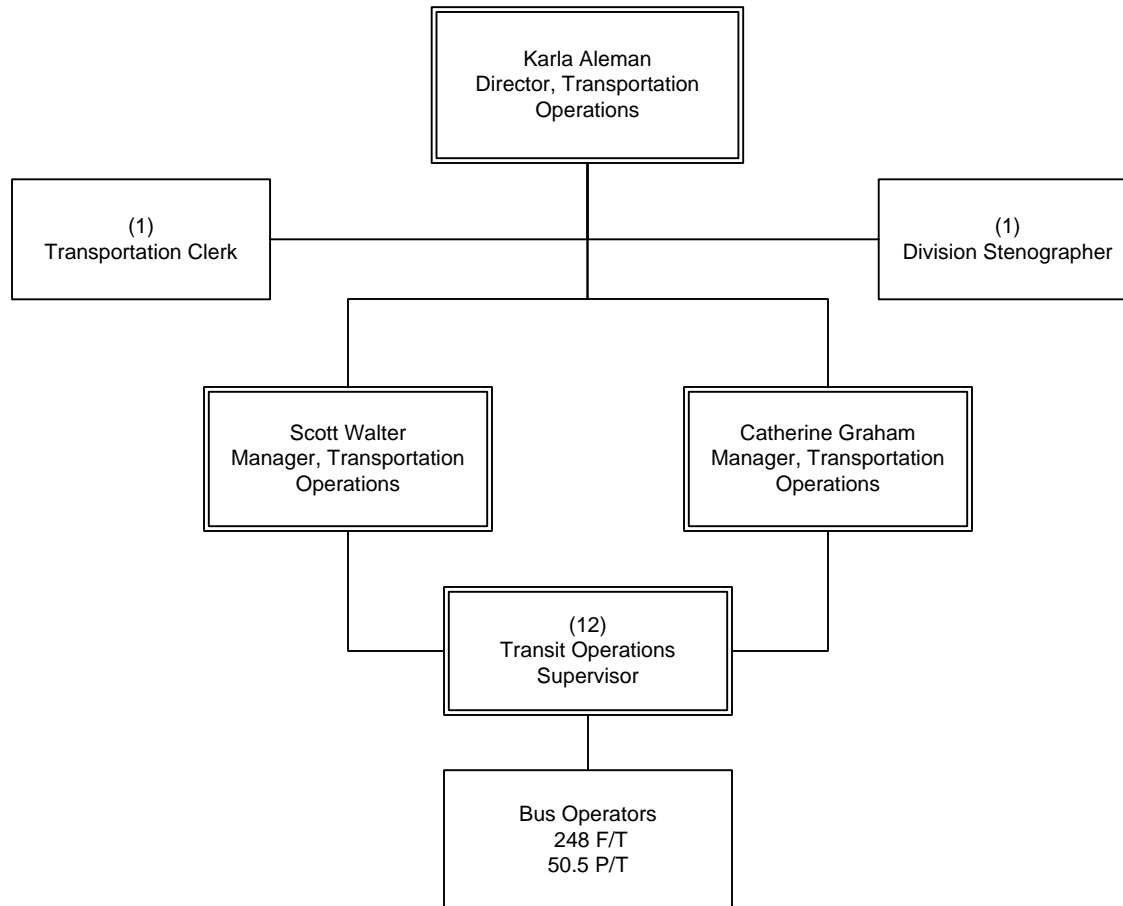 Karla Aleman
Director, Transportation
Operations
(1)
Transportation Clerk
(1)
Division Stenographer
Scott Walter
Manager, Transportation
Operations
Catherine Graham
Manager, Transportation
Operations
(12)
Transit Operations
Supervisor
Bus Operators
248 F/T
50.5 P/T